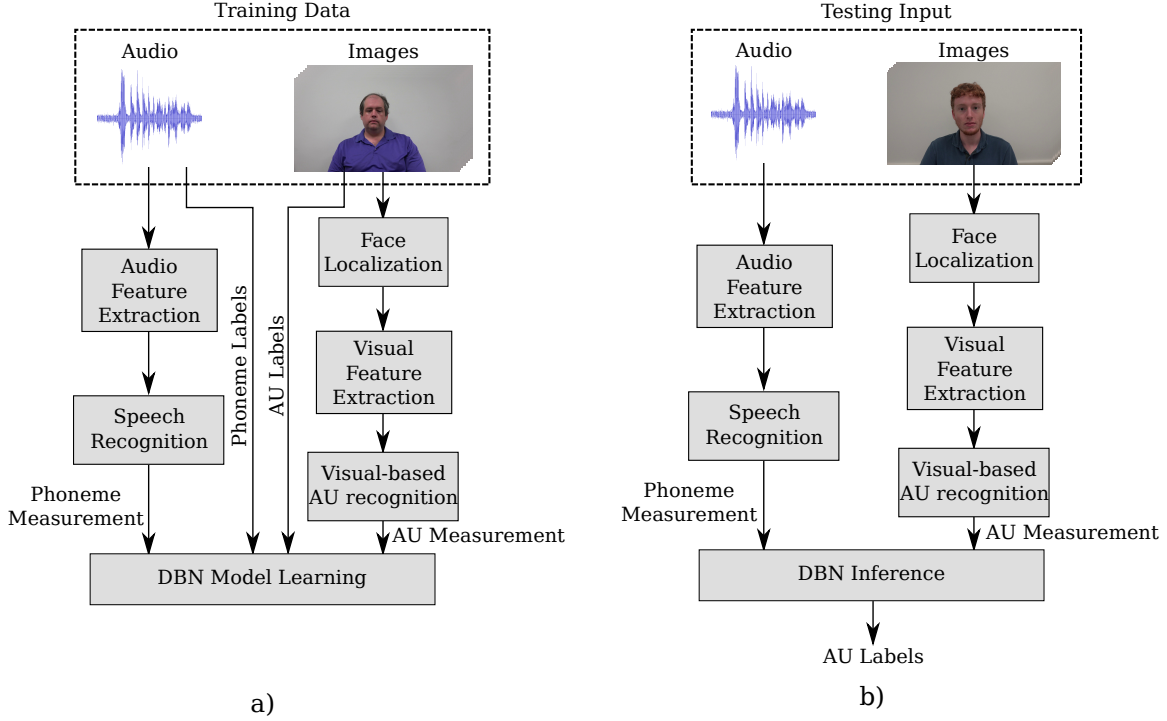 Training Data
Audio
Images
Audio
Feature
Extraction
Speech
Recognition
Phoneme
Measurement
Phoneme Labels
AU Labels
Face
Localization
Visual
Feature
Extraction
Visual-based
AU recognition
AU Measurement
DBN Model Learning
a)
Testing Input
Audio
Images
Audio
Feature
Extraction
Speech
Recognition
Phoneme
Measurement
Face
Localization
Visual
Feature
Extraction
Visual-based
AU recognition
AU Measurement
DBN Inference
AU Labels
b)